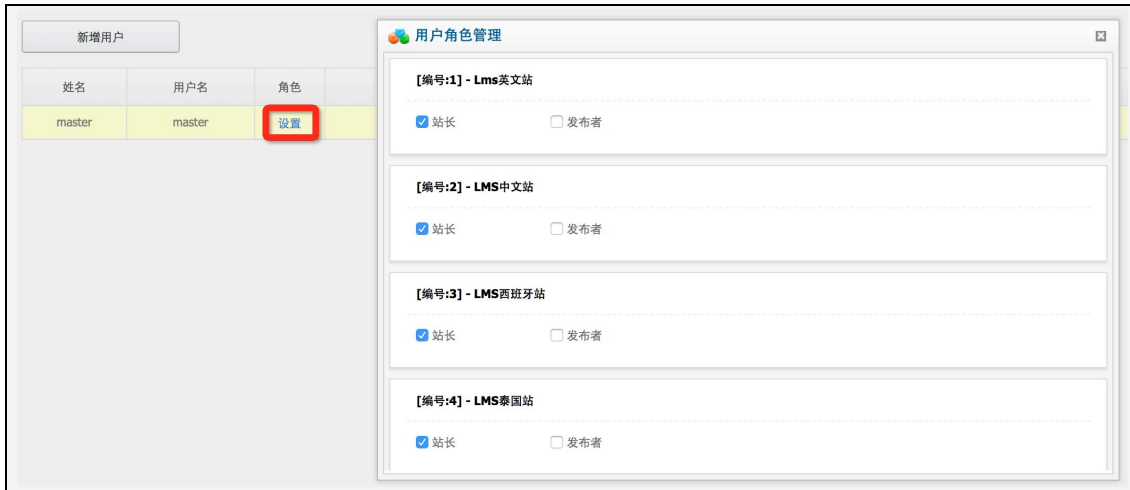 新增用户
姓名 用户名 角色
master master 设置
用户角色管理
[编号:1] - Lms英文站
站长 发布者
[编号:2] - LMS中文站
站长 发布者
[编号:3] - LMS西班牙站
站长 发布者
[编号:4] - LMS泰国站
站长 发布者